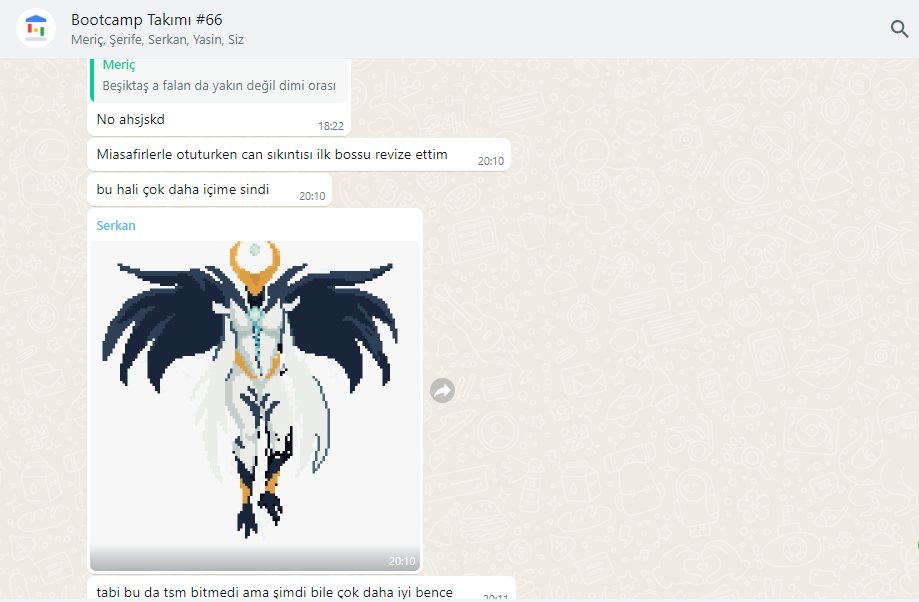 Bootcamp Takımı #66
Meriç, Şerife, Serkan, Yasin, Siz
Meriç
Beşiktaş a falan da yakın değil dimi orası
No ahsjskd
18:22
Miasafirlerle otuturken can sıkıntısı ilk bossu revize ettim
20:10
bu hali çok daha içime sindi
20:10
Serkan
20:10
tabi bu da tsm bitmedi ama şimdi bile çok daha iyi bence
20:11